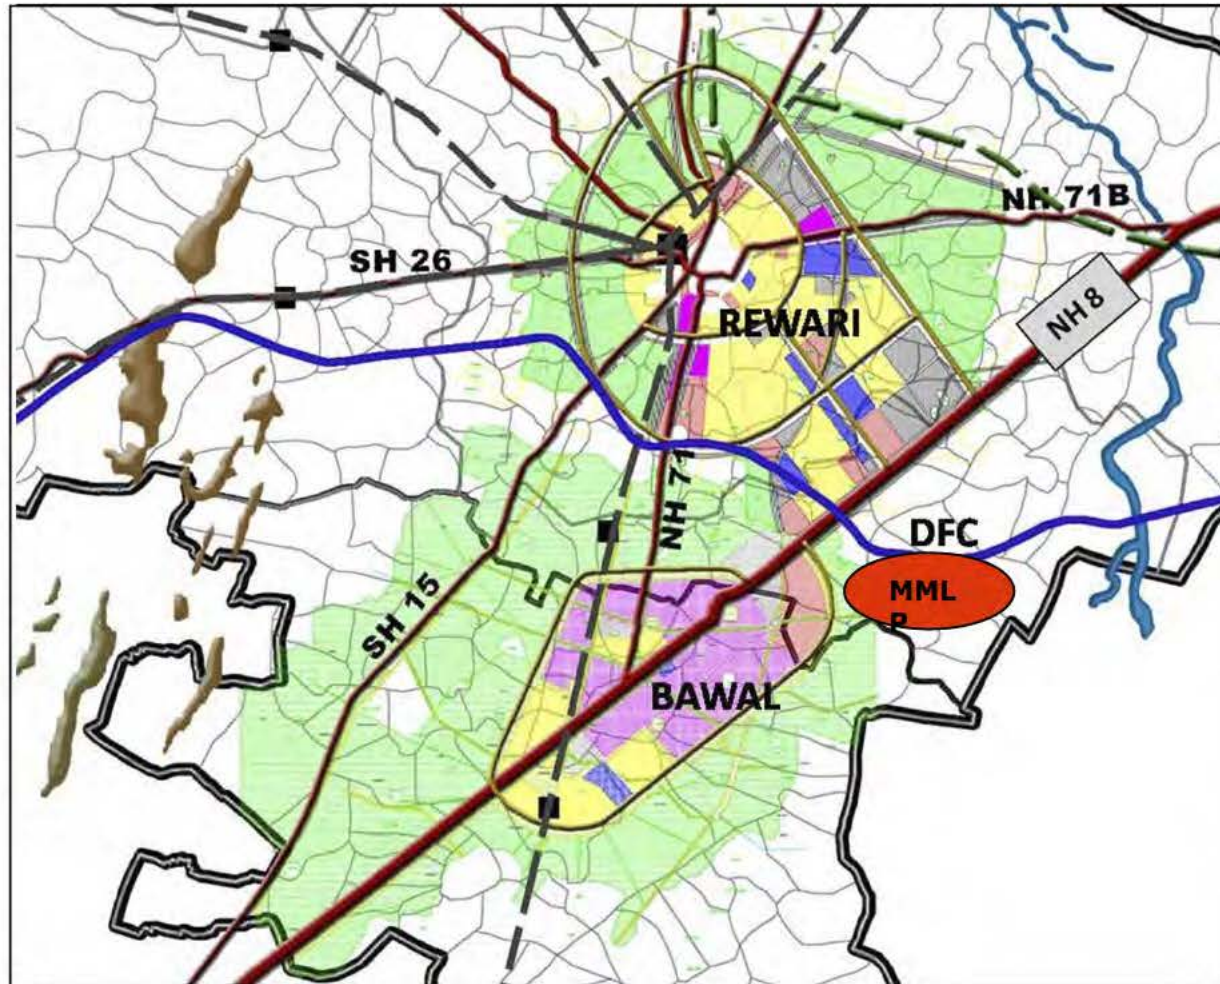 NH 71B
SH 26
NH 8
REWARI
NH 71
DFC
MML
P
SH 15
BAWAL